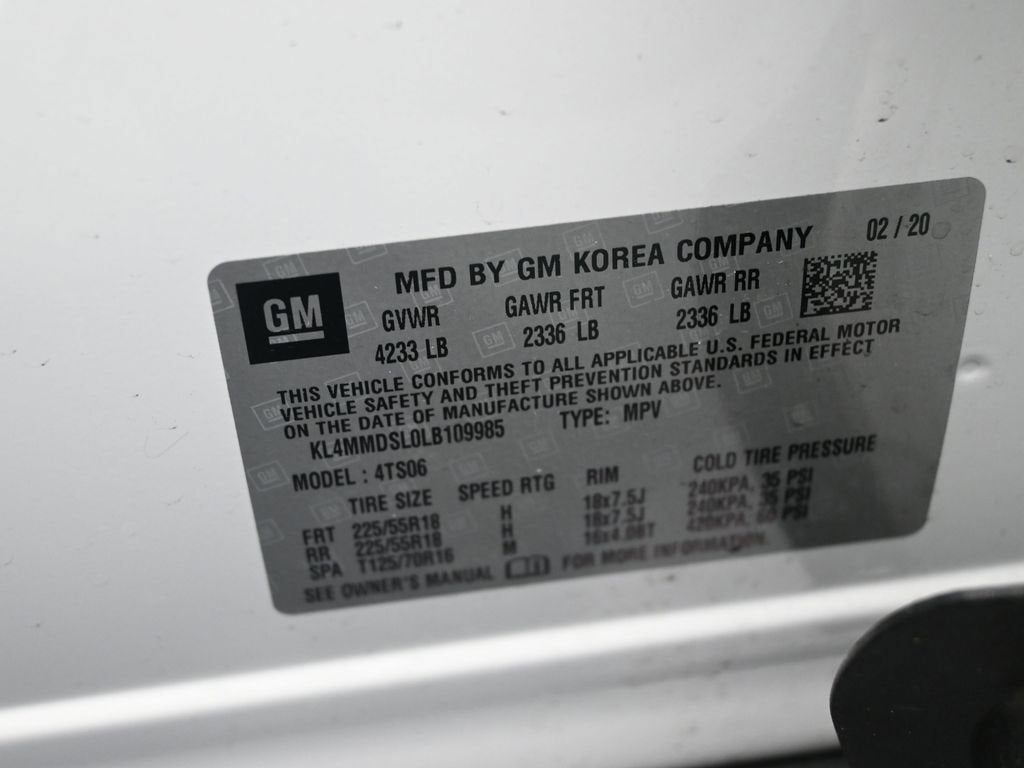 MFD BY GM KOREA COMPANY 02 / 20
GM
GVWR GAWR FRT GAWR RR
4233 LB 2336 LB 2336 LB
THIS VEHICLE CONFORMS TO ALL APPLICABLE U.S. FEDERAL MOTOR
VEHICLE SAFETY AND THEFT PREVENTION STANDARDS IN EFFECT
ON THE DATE OF MANUFACTURE SHOWN ABOVE.
KL4MMDSL0LB109985 TYPE: MPV
MODEL : 4TS06
TIRE SIZE SPEED RTG RIM COLD TIRE PRESSURE
FRT 225/55R18 H 18x7.5J 240KPA, 35 PSI
RR 225/55R18 H 18x7.5J 240KPA, 35 PSI
SPA T125/70R16 M 16x4.0BT 420KPA, 60 PSI
SEE OWNER'S MANUAL FOR MORE INFORMATION.